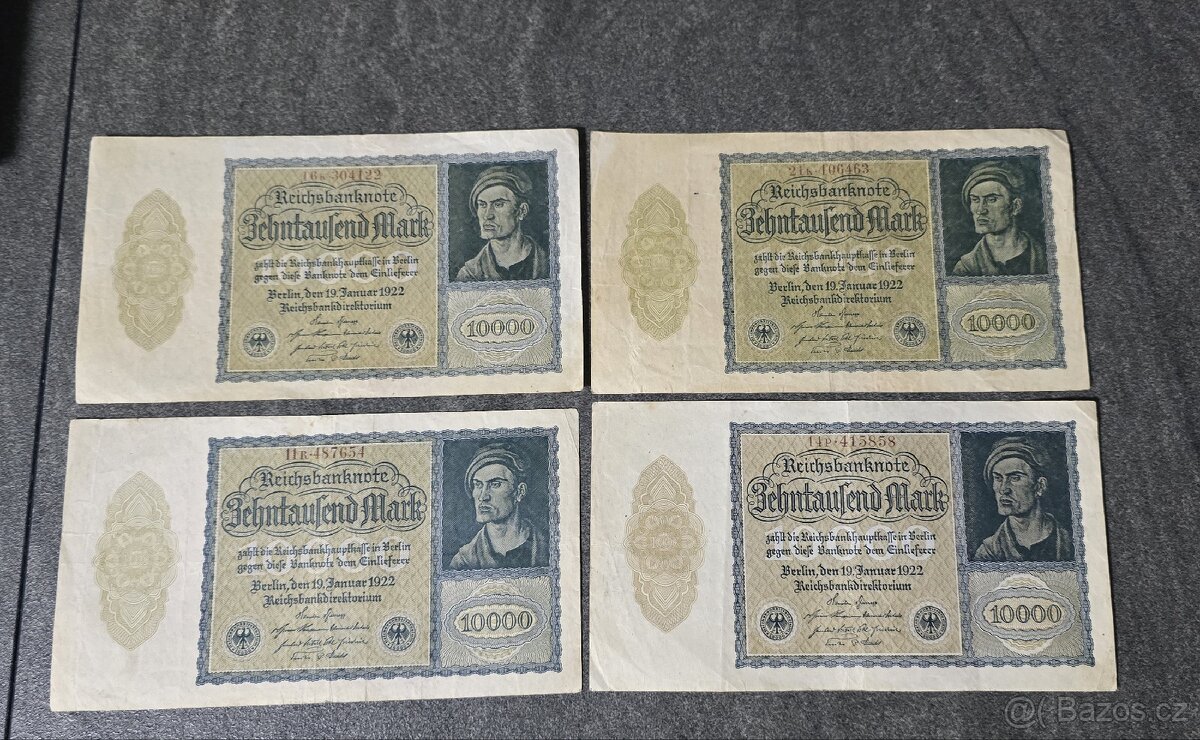 16K·304122
Reichsbanknote
Zehntausend Mark
zahlt die Reichsbankhauptkasse in Berlin
gegen diese Banknote dem Einlieferer
Berlin, den 19. Januar 1922
Reichsbankdirektorium
10000
21K·106463
Reichsbanknote
Zehntausend Mark
zahlt die Reichsbankhauptkasse in Berlin
gegen diese Banknote dem Einlieferer
Berlin, den 19. Januar 1922
Reichsbankdirektorium
10000
11R·487654
Reichsbanknote
Zehntausend Mark
zahlt die Reichsbankhauptkasse in Berlin
gegen diese Banknote dem Einlieferer
Berlin, den 19. Januar 1922
Reichsbankdirektorium
10000
14P·415858
Reichsbanknote
Zehntausend Mark
zahlt die Reichsbankhauptkasse in Berlin
gegen diese Banknote dem Einlieferer
Berlin, den 19. Januar 1922
Reichsbankdirektorium
10000
Bazos.cz